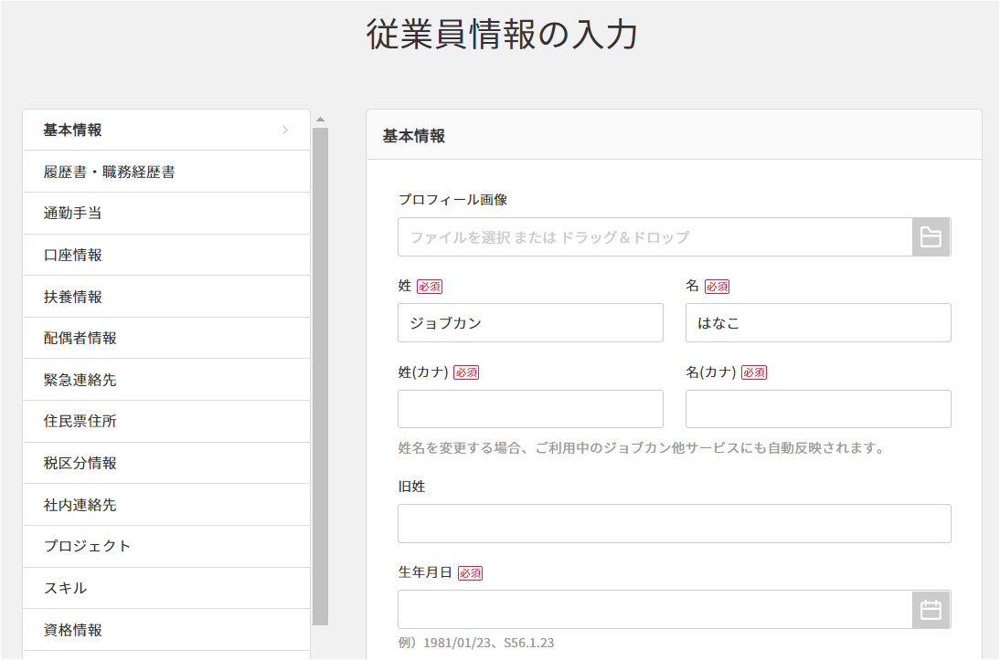 従業員情報の入力
基本情報
履歴書・職務経歴書
通勤手当
口座情報
扶養情報
配偶者情報
緊急連絡先
住民票住所
税区分情報
社内連絡先
プロジェクト
スキル
資格情報
基本情報
プロフィール画像
ファイルを選択 または ドラッグ＆ドロップ
姓 必須
名 必須
ジョブカン
はなこ
姓(カナ) 必須
名(カナ) 必須
姓名を変更する場合、ご利用中のジョブカン他サービスにも自動反映されます。
旧姓
生年月日 必須
例）1981/01/23、S56.1.23